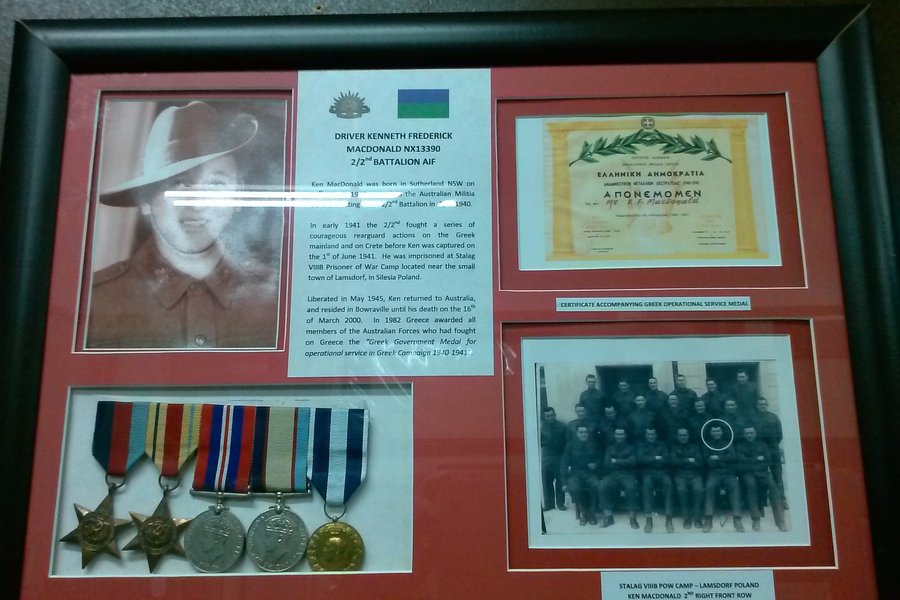 DRIVER KENNETH FREDERICK
MACDONALD NX13390
2/2nd BATTALION AIF
Ken MacDonald was born in Sutherland NSW on
the Australian Militia
2/2nd Battalion in 1940.
In early 1941 the 2/2nd fought a series of
courageous rearguard actions on the Greek
mainland and on Crete before Ken was captured on
the 1st of June 1941. He was imprisoned at Stalag
VIIIB Prisoner of War Camp located near the small
town of Lamsdorf, in Silesia Poland.
Liberated in May 1945, Ken returned to Australia,
and resided in Bowraville until his death on the 16th
of March 2000. In 1982 Greece awarded all
members of the Australian Forces who had fought
on Greece the "Greek Government Medal for
operational service in Greek Campaign 1940-1941".
ΕΛΛΗΝΙΚΗ ΔΗΜΟΚΡΑΤΙΑ
ΑΠΟΝΕΜΟΜΕΝ
Mr K. F. MacDonald
CERTIFICATE ACCOMPANYING GREEK OPERATIONAL SERVICE MEDAL
STALAG VIIIB POW CAMP – LAMSDORF POLAND
KEN MACDONALD 2ND RIGHT FRONT ROW